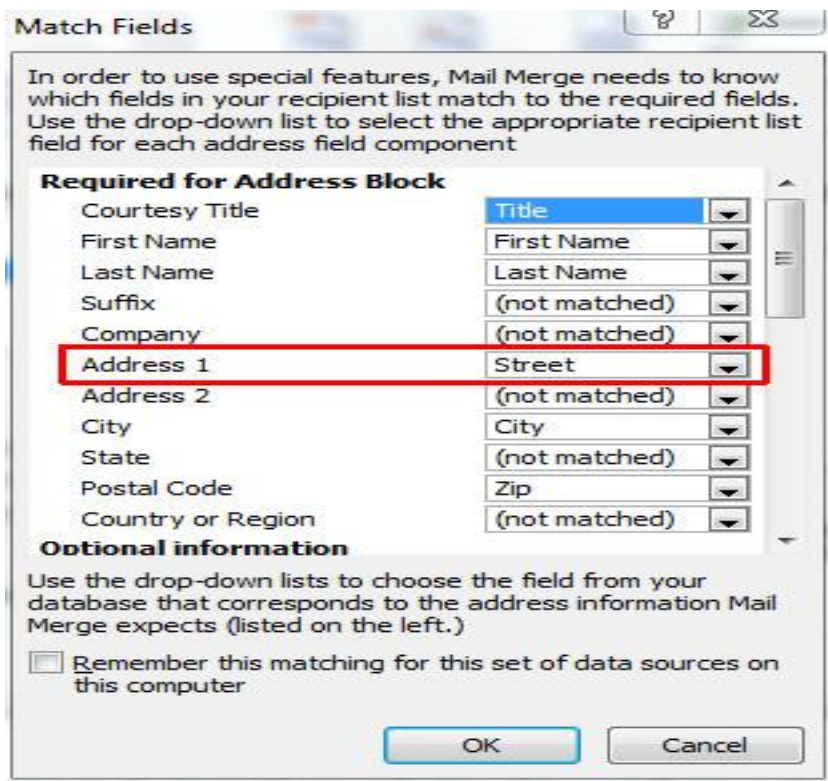 Match Fields
In order to use special features, Mail Merge needs to know
which fields in your recipient list match to the required fields.
Use the drop-down list to select the appropriate recipient list
field for each address field component
Required for Address Block
Courtesy Title Title
First Name First Name
Last Name Last Name
Suffix (not matched)
Company (not matched)
Address 1 Street
Address 2 (not matched)
City City
State (not matched)
Postal Code Zip
Country or Region (not matched)
Optional information
Use the drop-down lists to choose the field from your
database that corresponds to the address information Mail
Merge expects (listed on the left.)
Remember this matching for this set of data sources on
this computer
OK Cancel